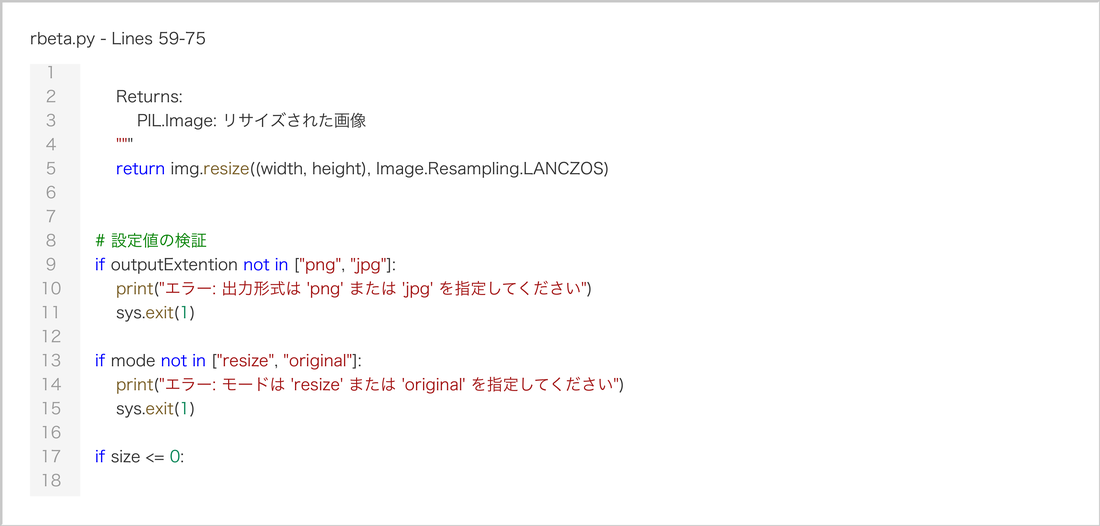 rbeta.py - Lines 59-75
1
2 Returns:
3 PIL.Image: リサイズされた画像
4 """
5 return img.resize((width, height), Image.Resampling.LANCZOS)
6
7
8 # 設定値の検証
9 if outputExtention not in ["png", "jpg"]:
10 print("エラー: 出力形式は 'png' または 'jpg' を指定してください")
11 sys.exit(1)
12
13 if mode not in ["resize", "original"]:
14 print("エラー: モードは 'resize' または 'original' を指定してください")
15 sys.exit(1)
16
17 if size <= 0:
18